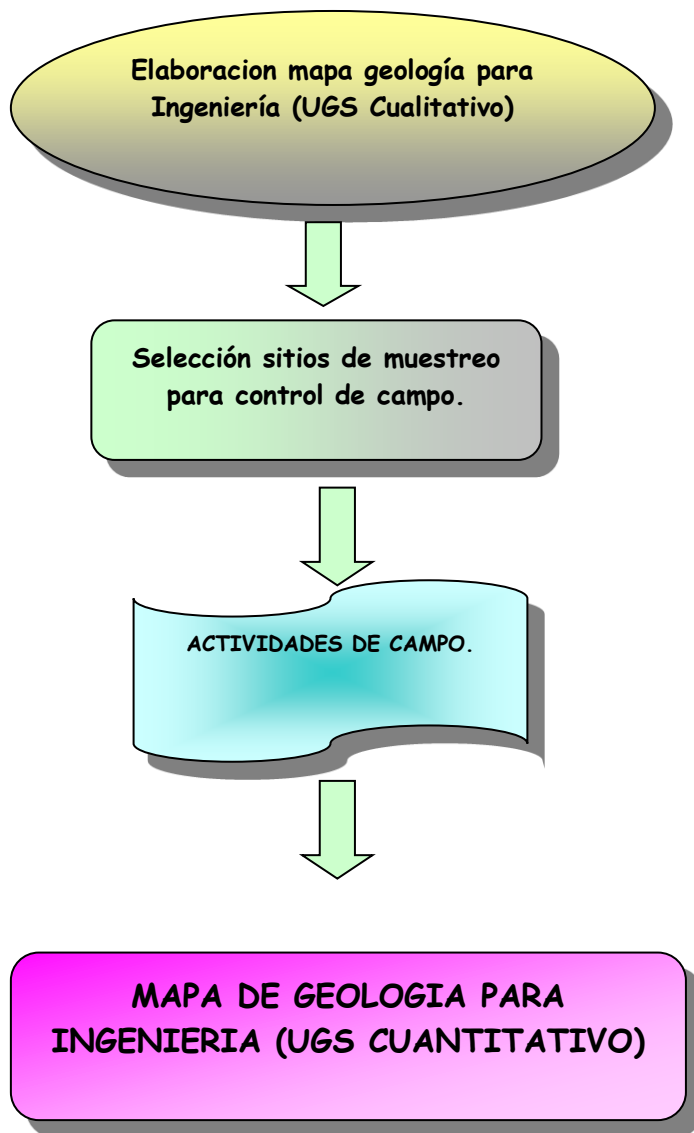 Elaboracion mapa geología para
Ingeniería (UGS Cualitativo)
Selección sitios de muestreo
para control de campo.
ACTIVIDADES DE CAMPO.
MAPA DE GEOLOGIA PARA
INGENIERIA (UGS CUANTITATIVO)